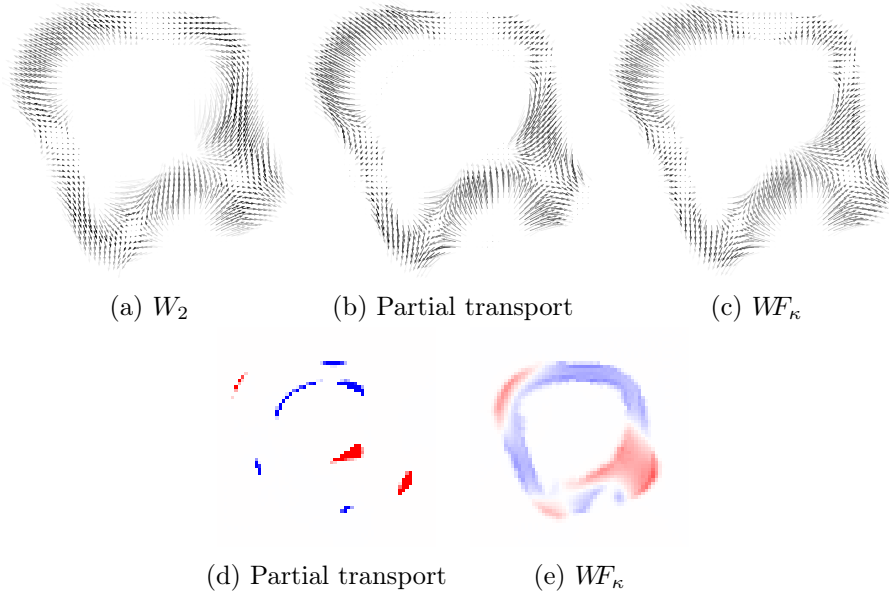 (a) W₂
(b) Partial transport
(c) WF_κ
(d) Partial transport
(e) WF_κ